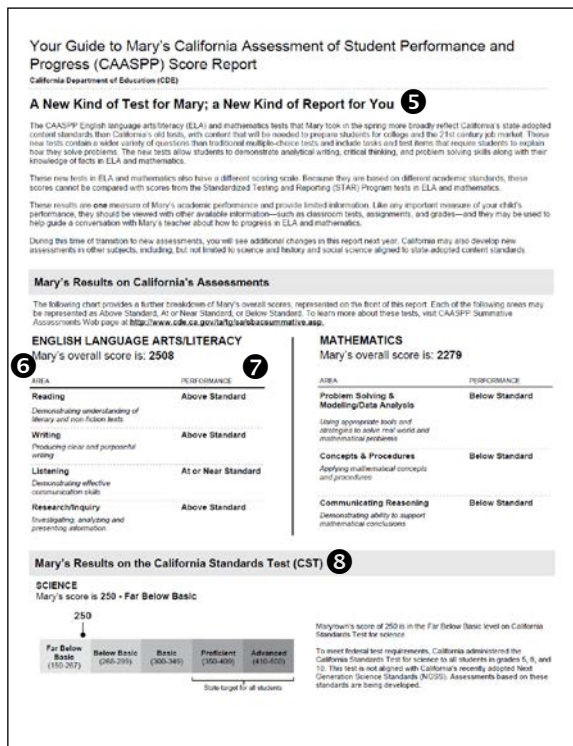 Your Guide to Mary's California Assessment of Student Performance and
Progress (CAASPP) Score Report
California Department of Education (CDE)
A New Kind of Test for Mary; a New Kind of Report for You ❺
The CAASPP English language arts/literacy (ELA) and mathematics tests that Mary took in the spring more broadly reflect California's state adopted
content standards than California's old tests, with content that will be needed to prepare students for college and the 21st century job market. These
new tests contain a wider variety of questions than traditional multiple-choice tests and include tasks and test items that require students to explain
how they solve problems. The new tests allow students to demonstrate analytical writing, critical thinking, and problem solving skills along with their
knowledge of facts in ELA and mathematics.
These new tests in ELA and mathematics also have a different scoring scale. Because they are based on different academic standards, these
scores cannot be compared with scores from the Standardized Testing and Reporting (STAR) Program tests in ELA and mathematics.
These results are one measure of Mary's academic performance and provide limited information. Like any important measure of your child's
performance, they should be viewed with other available information—such as classroom tests, assignments, and grades—and they may be used to
help guide a conversation with Mary's teacher about how to progress in ELA and mathematics.
During this time of transition to new assessments, you will see additional changes in this report next year. California may also develop new
assessments in other subjects, including, but not limited to science and history and social science aligned to state-adopted content standards.
Mary's Results on California's Assessments
The following chart provides a further breakdown of Mary's overall scores, represented on the front of this report. Each of the following areas may
be represented as Above Standard, At or Near Standard, or Below Standard. To learn more about these tests, visit CAASPP Summative
Assessments Web page at http://www.cde.ca.gov/ta/tg/sa/sbacsummative.asp.
ENGLISH LANGUAGE ARTS/LITERACY
Mary's overall score is: 2508
❻ ❼
AREA PERFORMANCE
Reading Above Standard
Demonstrating understanding of
literary and non fiction texts
Writing Above Standard
Producing clear and purposeful
writing
Listening At or Near Standard
Demonstrating effective
communication skills
Research/Inquiry Above Standard
Investigating, analyzing and
presenting information
MATHEMATICS
Mary's overall score is: 2279
AREA PERFORMANCE
Problem Solving & Below Standard
Modeling/Data Analysis
Using appropriate tools and
strategies to solve real world and
mathematical problems
Concepts & Procedures Below Standard
Applying mathematical concepts
and procedures
Communicating Reasoning Below Standard
Demonstrating ability to support
mathematical conclusions
Mary's Results on the California Standards Test (CST) ❽
SCIENCE
Mary's score is 250 - Far Below Basic
250
Far Below
Basic
(150-267)
Below Basic
(268-299)
Basic
(300-349)
Proficient
(350-409)
Advanced
(410-600)
State target for all students
Maryrown's score of 250 is in the Far Below Basic level on California
Standards Test for science.
To meet federal test requirements, California administered the
California Standards Test for science to all students in grades 5, 8, and
10. This test is not aligned with California's recently adopted Next
Generation Science Standards (NGSS). Assessments based on these
standards are being developed.